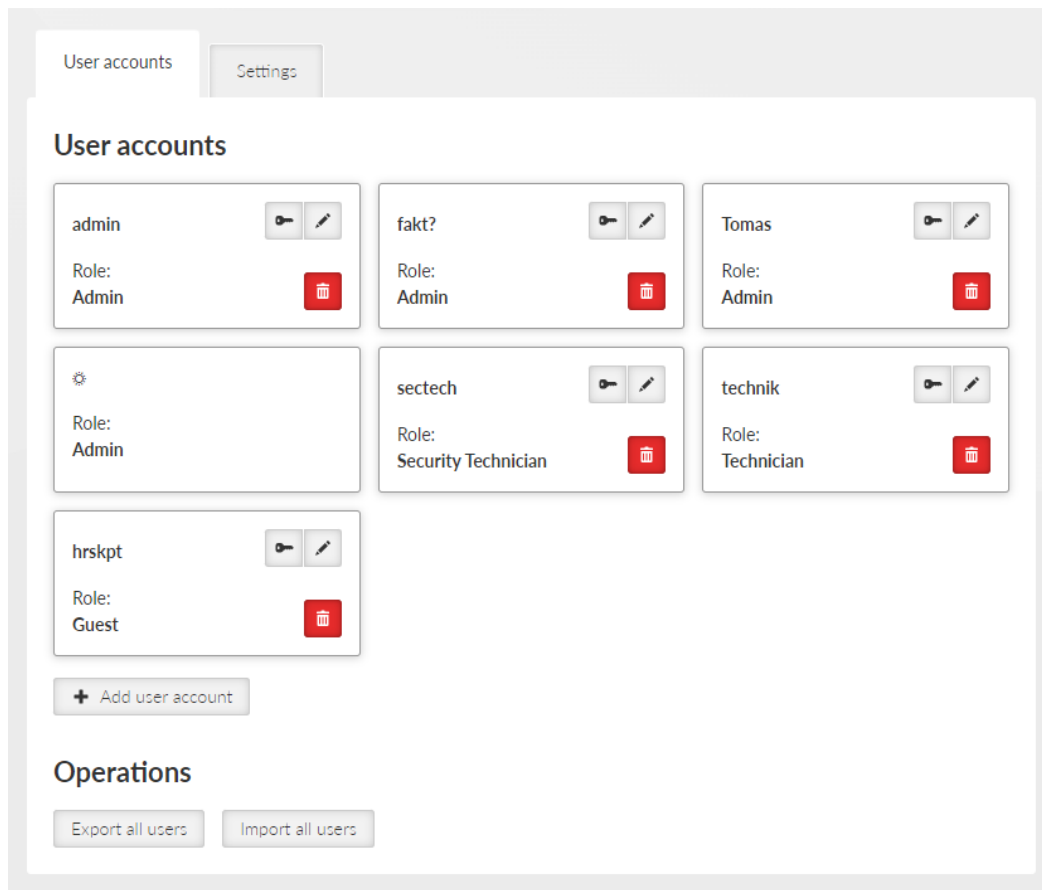 User accounts
Settings
User accounts
admin
Role:
Admin
fakt?
Role:
Admin
Tomas
Role:
Admin
Role:
Admin
sectech
Role:
Security Technician
technik
Role:
Technician
hrskpt
Role:
Guest
Add user account
Operations
Export all users
Import all users